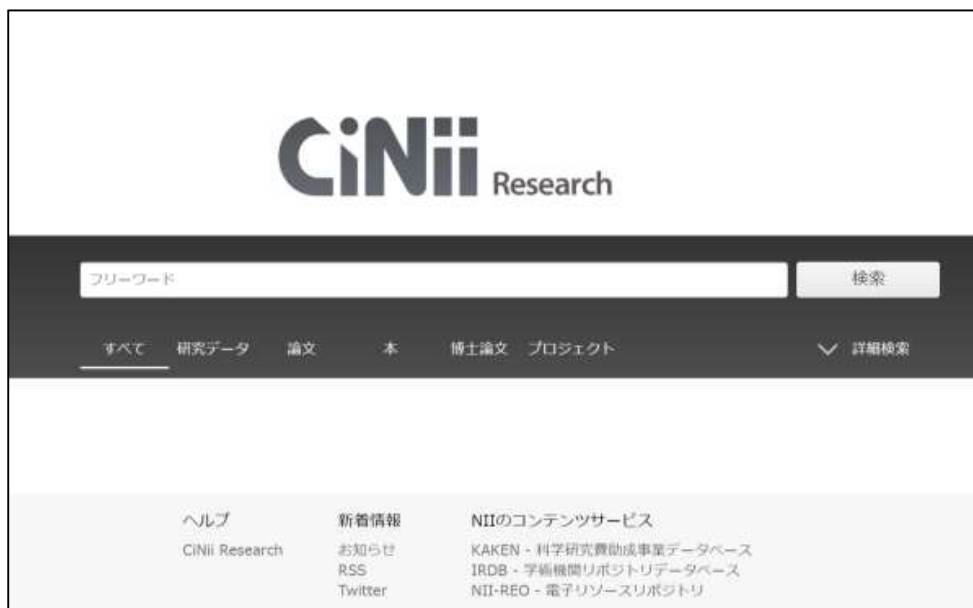 CiNii Research
フリーワード 検索
すべて 研究データ 論文 本 博士論文 プロジェクト 詳細検索
ヘルプ 新着情報 NIIのコンテンツサービス
CiNii Research お知らせ KAKEN - 科学研究費助成事業データベース
RSS IRDB - 学術機関リポジトリデータベース
Twitter NII-REO - 電子リソースリポジトリ